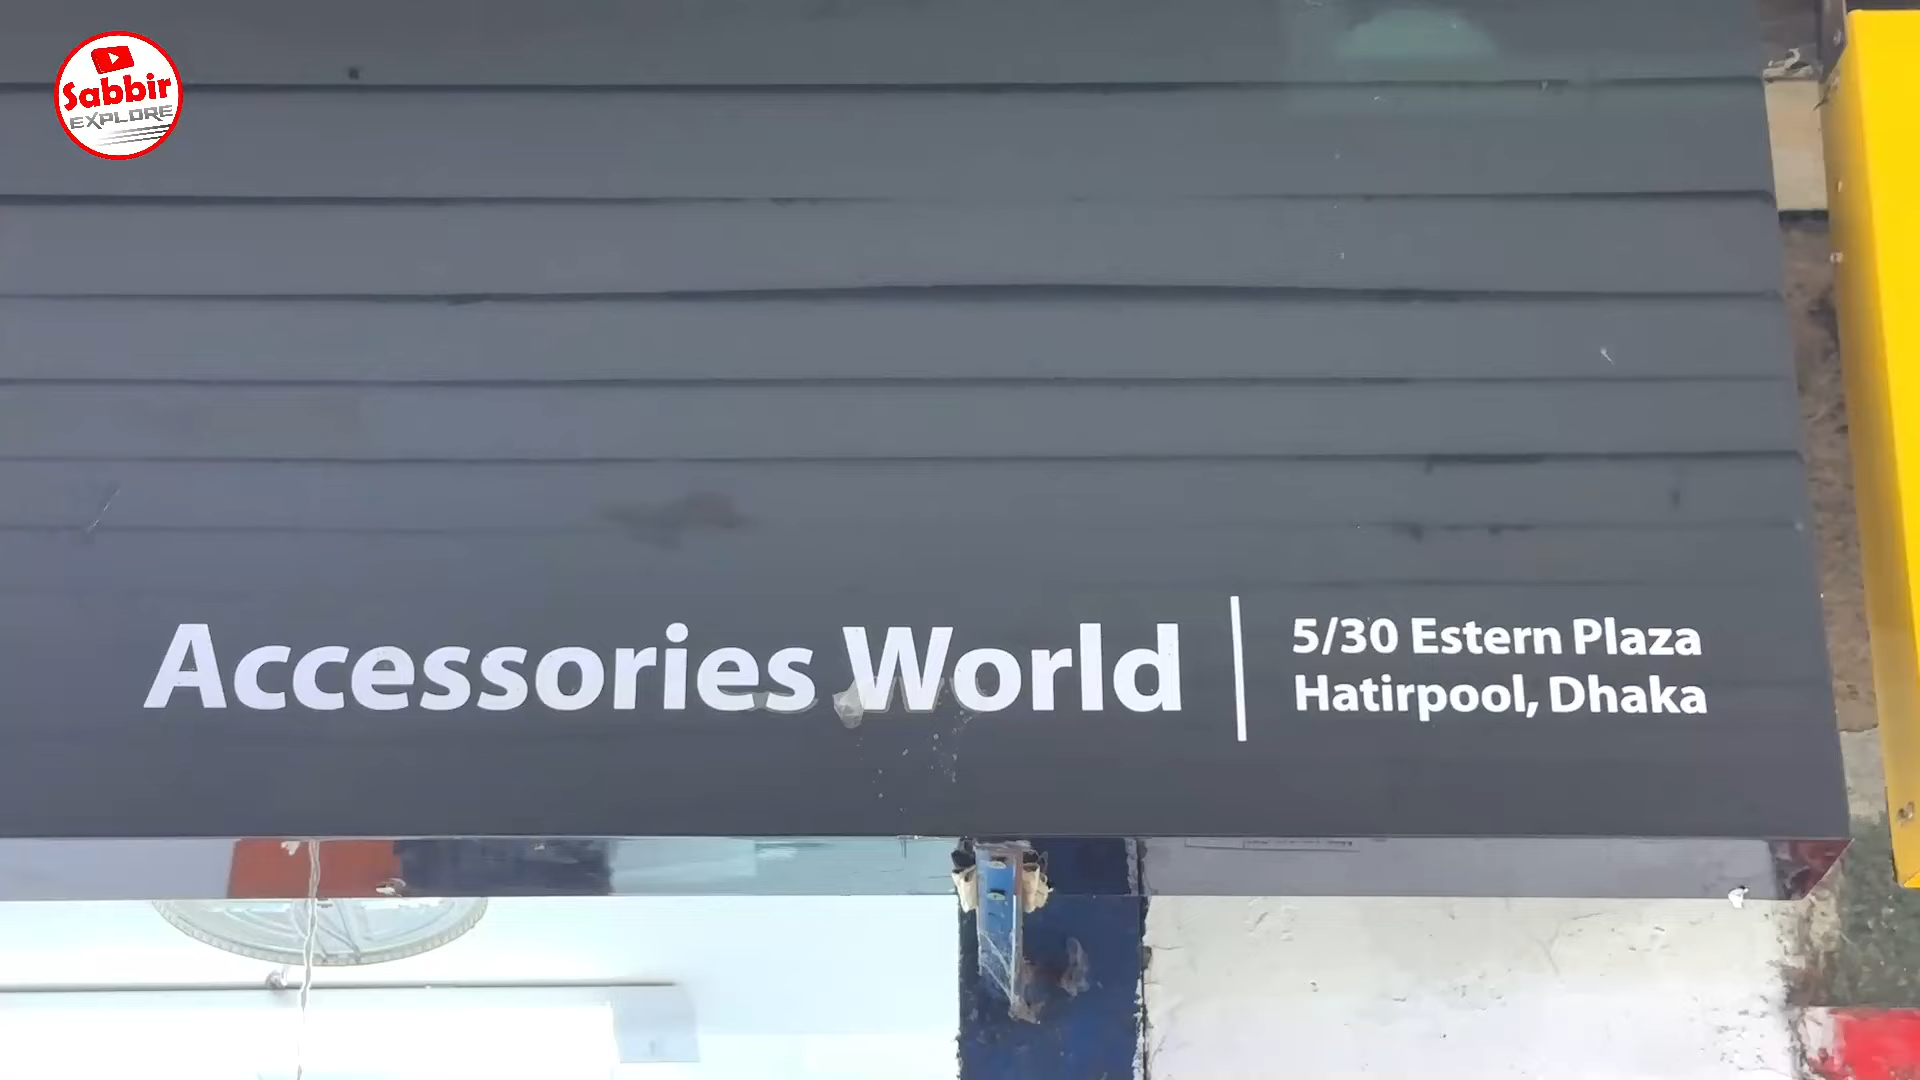 Sabbir
EXPLORE
Accessories World
5/30 Estern Plaza
Hatirpool, Dhaka